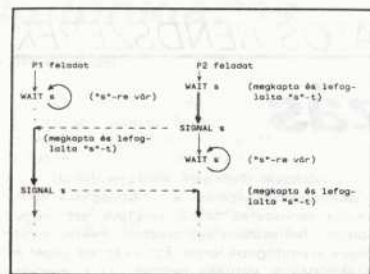 P1 feladat P2 feladat
WAIT s (megkapta és lefog-
lalta "s"-t)
WAIT s ("s"-re vár)
SIGNAL s
(megkapta és lefog-
lalta "s"-t)
WAIT s ("s"-re vár)
SIGNAL s (megkapta és lefog-
lalta "s"-t)